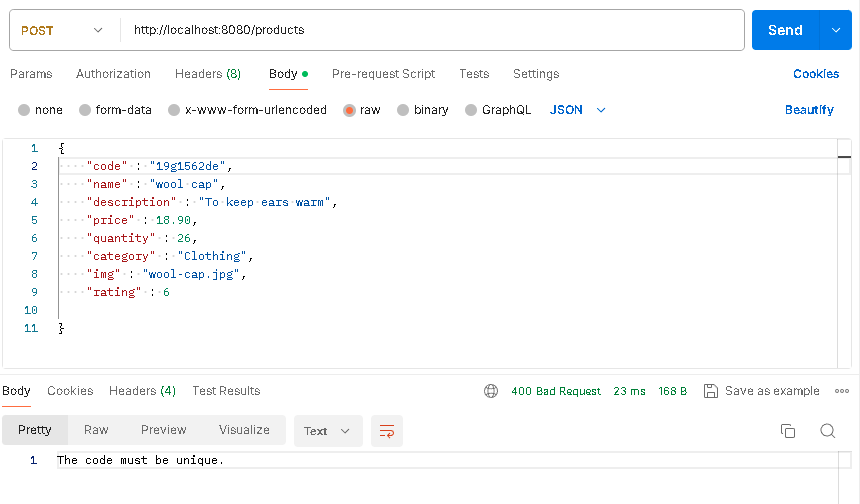 POST http://localhost:8080/products Send
Params Authorization Headers (8) Body Pre-request Script Tests Settings Cookies
none form-data x-www-form-urlencoded raw binary GraphQL JSON Beautify
1 {
2 "code" : "19g1562de",
3 "name" : "wool cap",
4 "description" : "To keep ears warm",
5 "price" : 18.90,
6 "quantity" : 26,
7 "category" : "Clothing",
8 "img" : "wool-cap.jpg",
9 "rating" : 6
10
11 }
Body Cookies Headers (4) Test Results 400 Bad Request 23 ms 168 B Save as example
Pretty Raw Preview Visualize Text
1 The code must be unique.